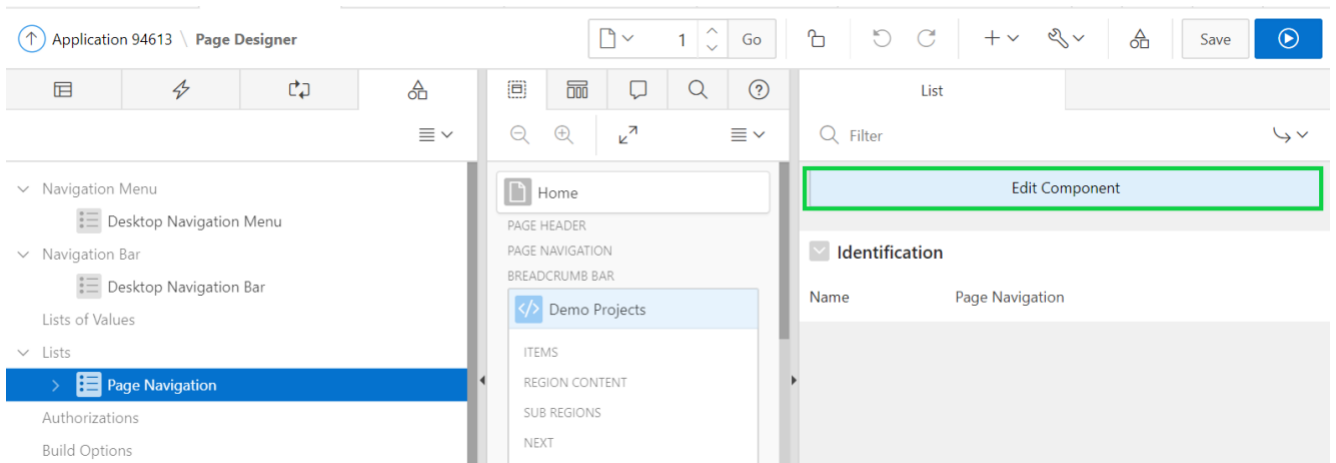 Application 94613 \ Page Designer
1
Go
Save
List
Filter
Navigation Menu
Desktop Navigation Menu
Navigation Bar
Desktop Navigation Bar
Lists of Values
Lists
Page Navigation
Authorizations
Build Options
Home
PAGE HEADER
PAGE NAVIGATION
BREADCRUMB BAR
Demo Projects
ITEMS
REGION CONTENT
SUB REGIONS
NEXT
Edit Component
Identification
Name Page Navigation